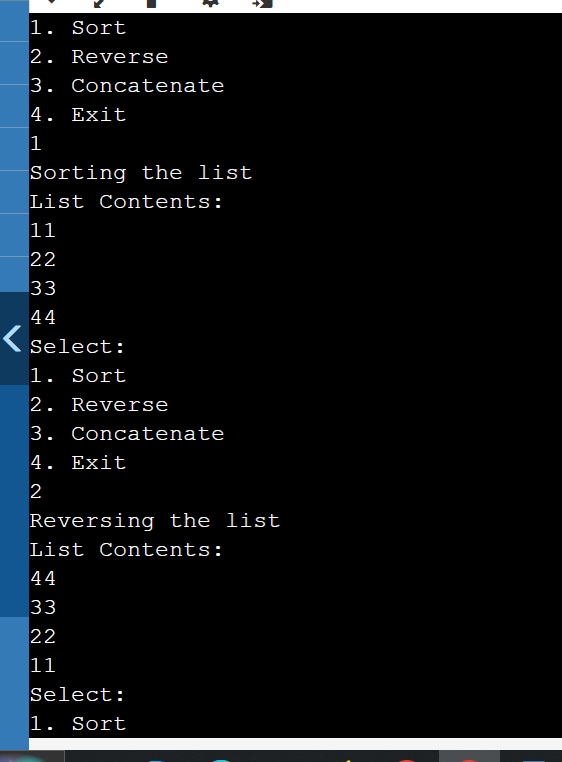 1. Sort
2. Reverse
3. Concatenate
4. Exit
1
Sorting the list
List Contents:
11
22
33
44
Select:
1. Sort
2. Reverse
3. Concatenate
4. Exit
2
Reversing the list
List Contents:
44
33
22
11
Select:
1. Sort